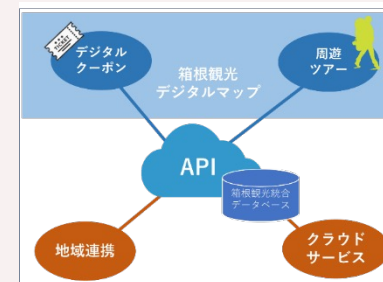 TICKET
デジタル
クーポン
箱根観光
デジタルマップ
周遊
ツアー
API
箱根観光統合
データベース
地域連携
クラウド
サービス